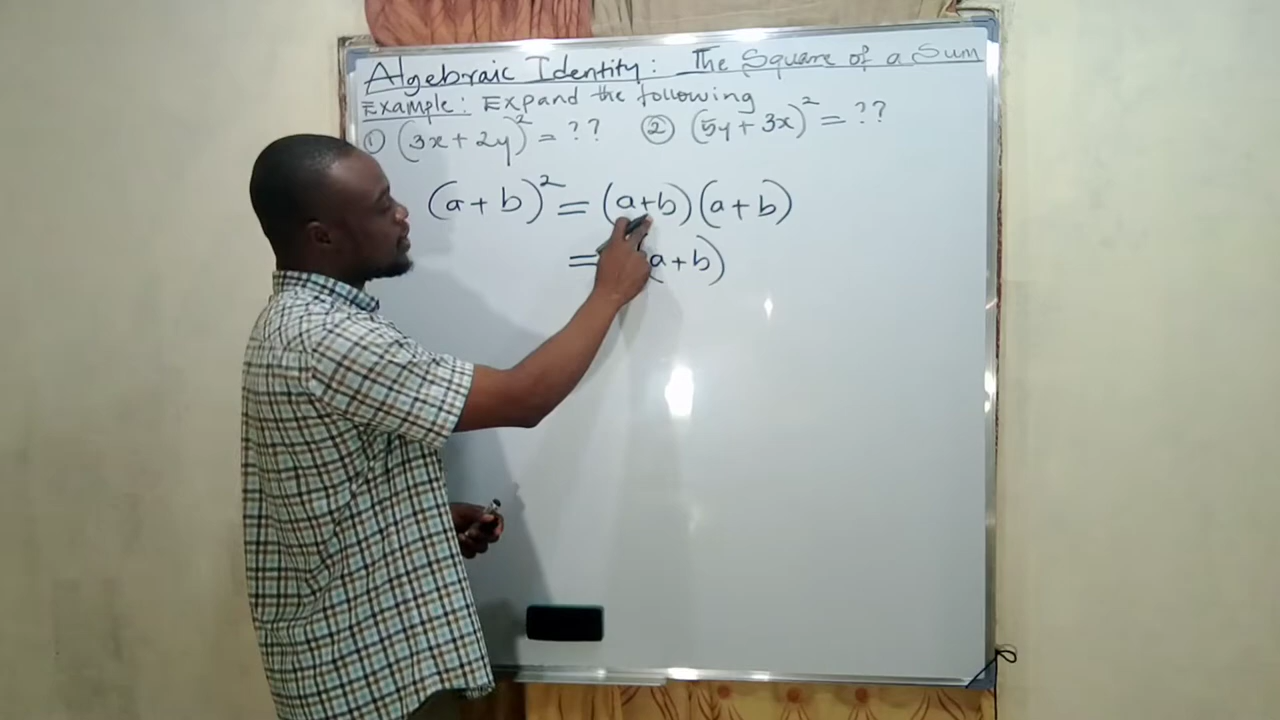 Algebraic Identity: The Square of a Sum
Example: Expand the following
① (3x + 2y)² = ?? ② (5y + 3x)² = ??
(a + b)² = (a+b)(a+b)
= (a+b)